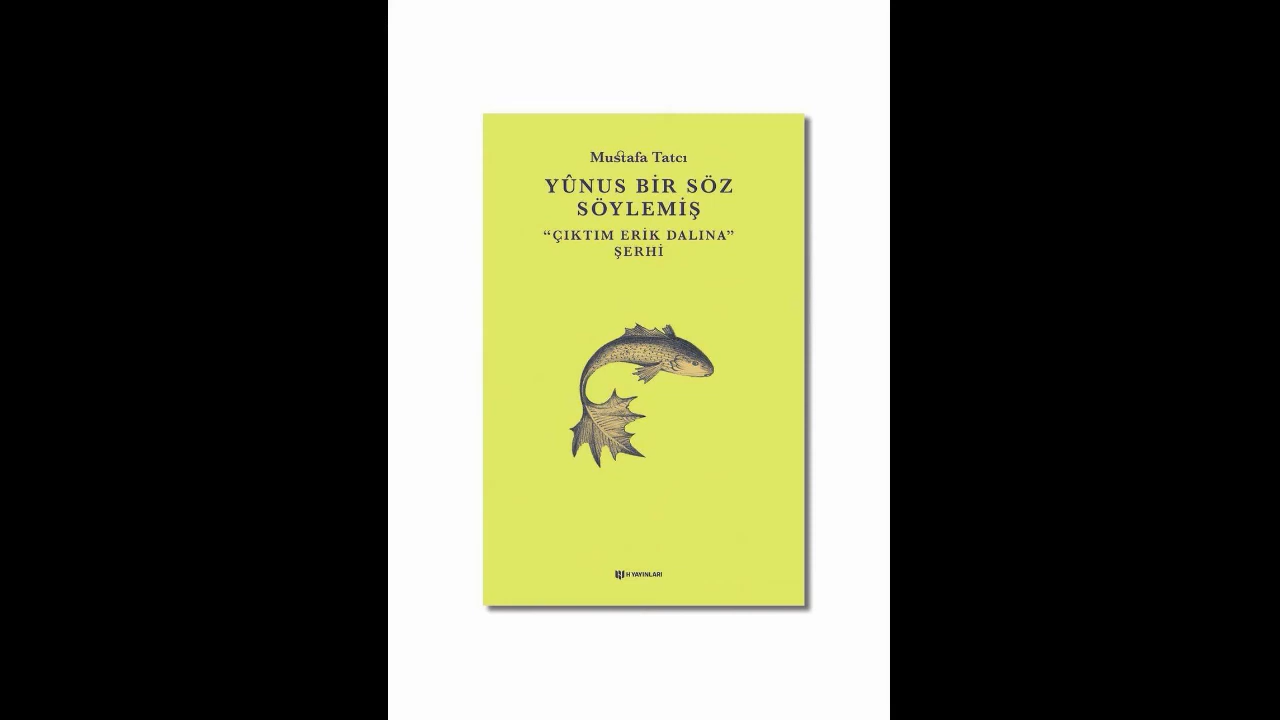 Mustafa Tatcı
YÛNUS BİR SÖZ
SÖYLEMİŞ
“ÇIKTIM ERİK DALINA”
ŞERHİ
H YAYINLARI